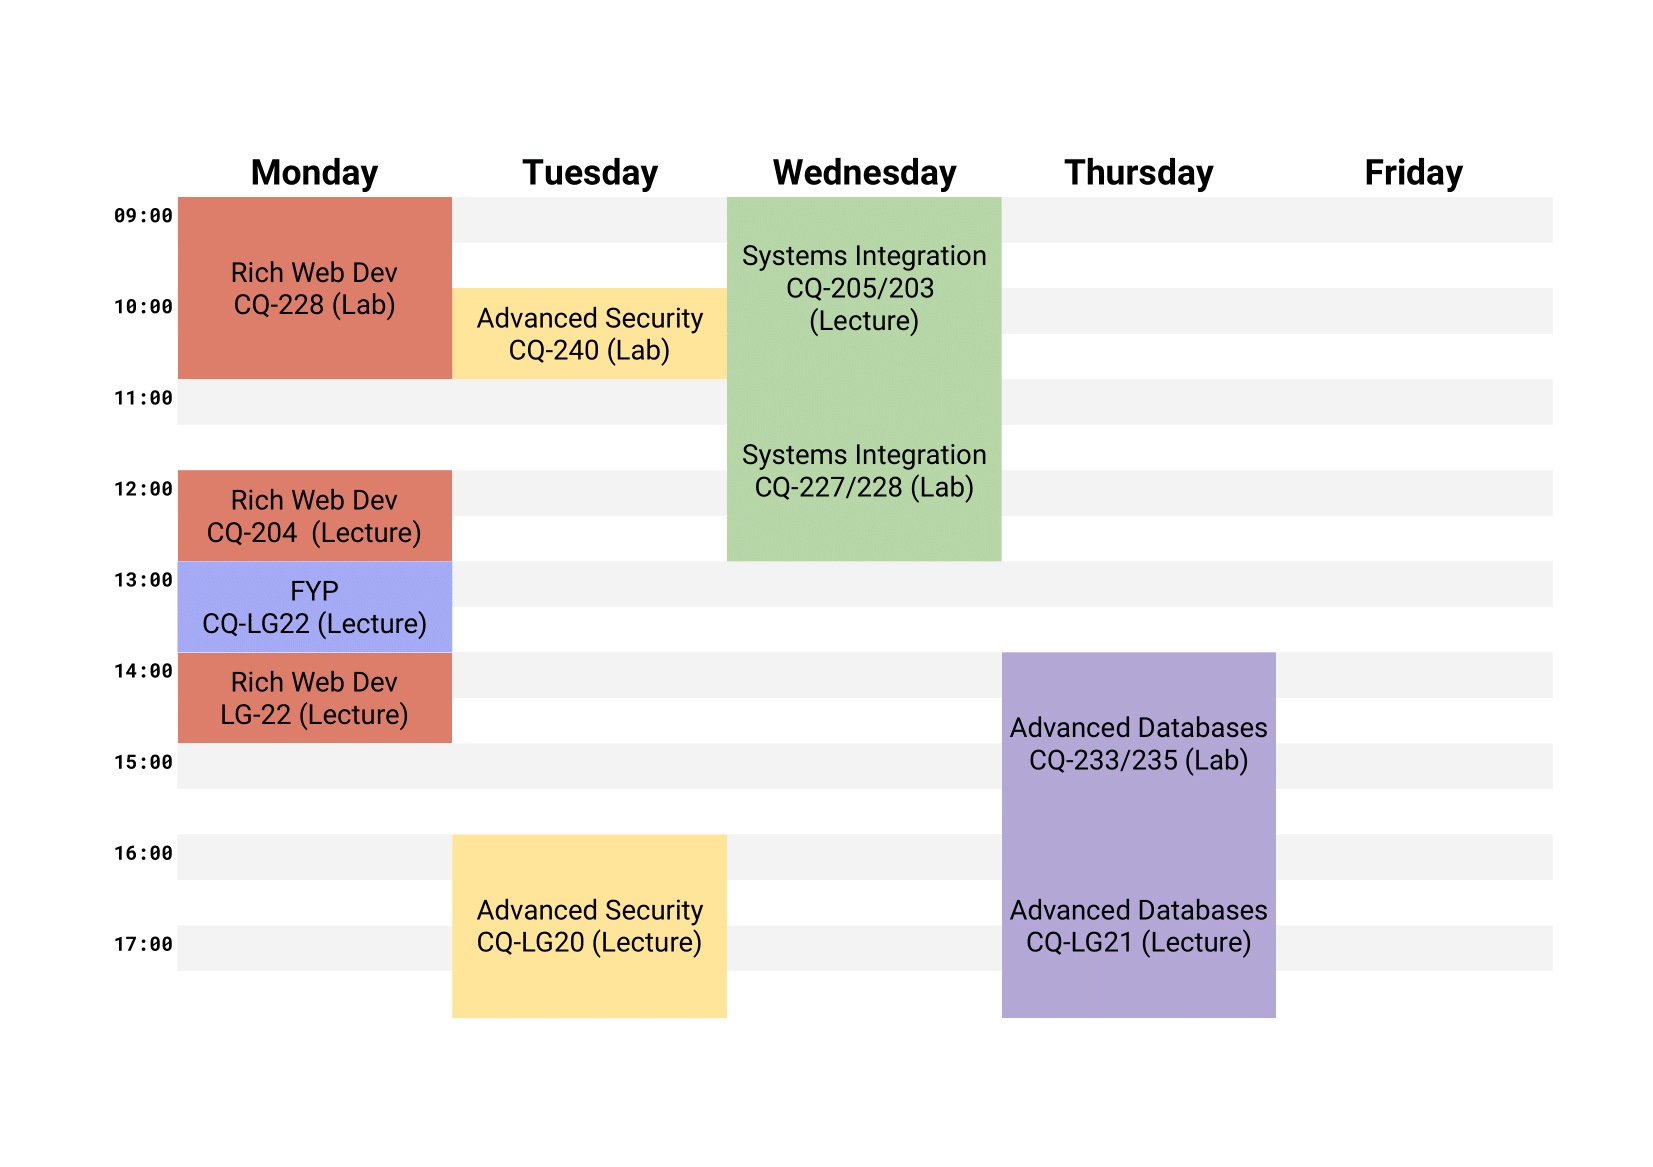 Monday Tuesday Wednesday Thursday Friday
09:00
Rich Web Dev
CQ-228 (Lab)
Systems Integration
CQ-205/203
(Lecture)
10:00
Advanced Security
CQ-240 (Lab)
11:00
Systems Integration
CQ-227/228 (Lab)
12:00
Rich Web Dev
CQ-204  (Lecture)
13:00
FYP
CQ-LG22 (Lecture)
14:00
Rich Web Dev
LG-22 (Lecture)
Advanced Databases
CQ-233/235 (Lab)
15:00
16:00
Advanced Security
CQ-LG20 (Lecture)
Advanced Databases
CQ-LG21 (Lecture)
17:00